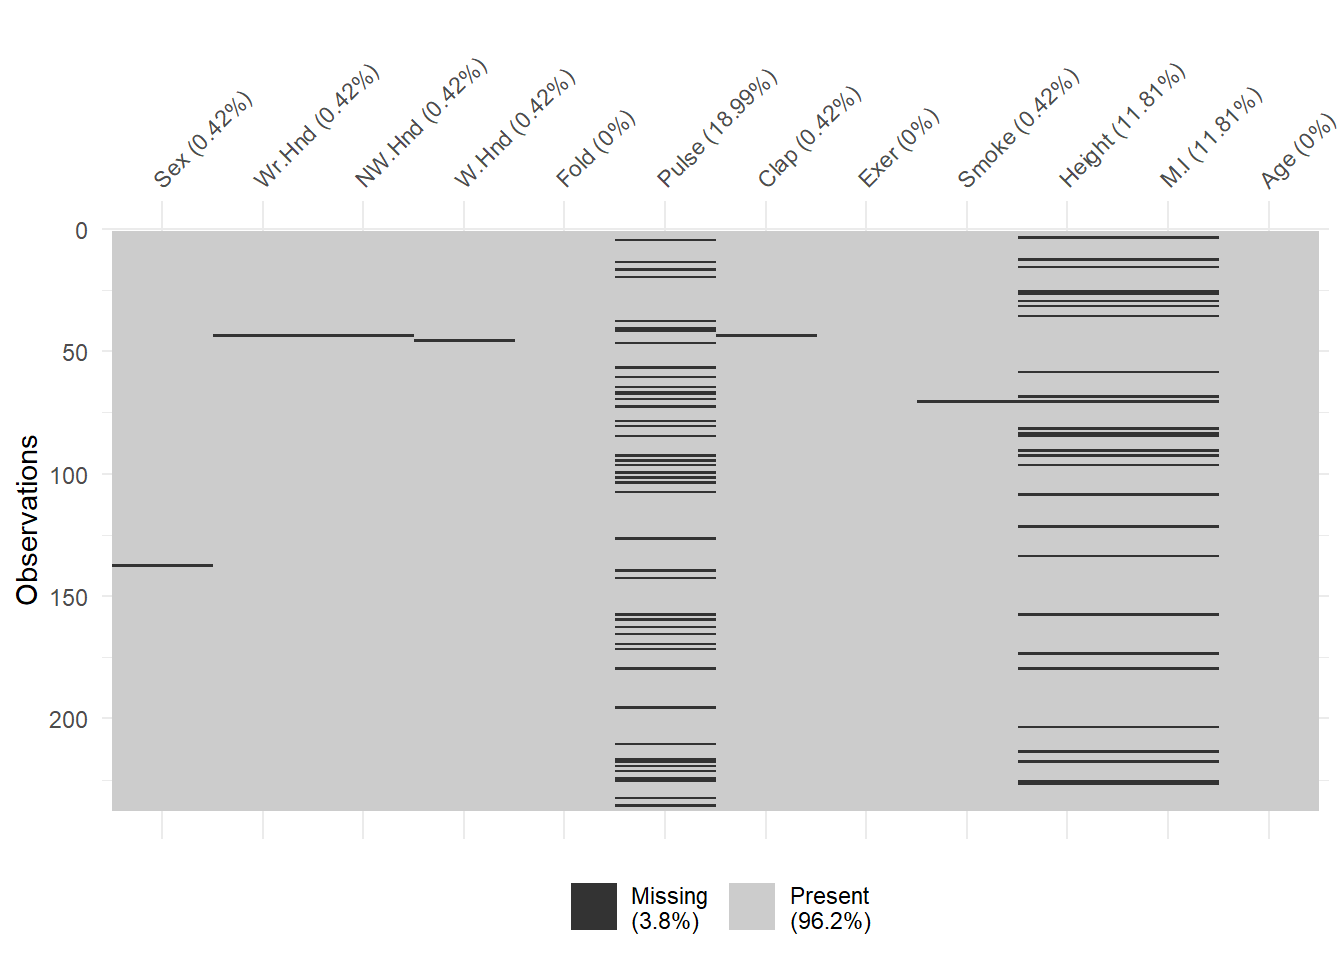 Sex (0.42%)
Wr.Hnd (0.42%)
NW.Hnd (0.42%)
W.Hnd (0.42%)
Fold (0%)
Pulse (18.99%)
Clap (0.42%)
Exer (0%)
Smoke (0.42%)
Height (11.81%)
M.I (11.81%)
Age (0%)
0
50
100
150
200
Observations
Missing
(3.8%)
Present
(96.2%)